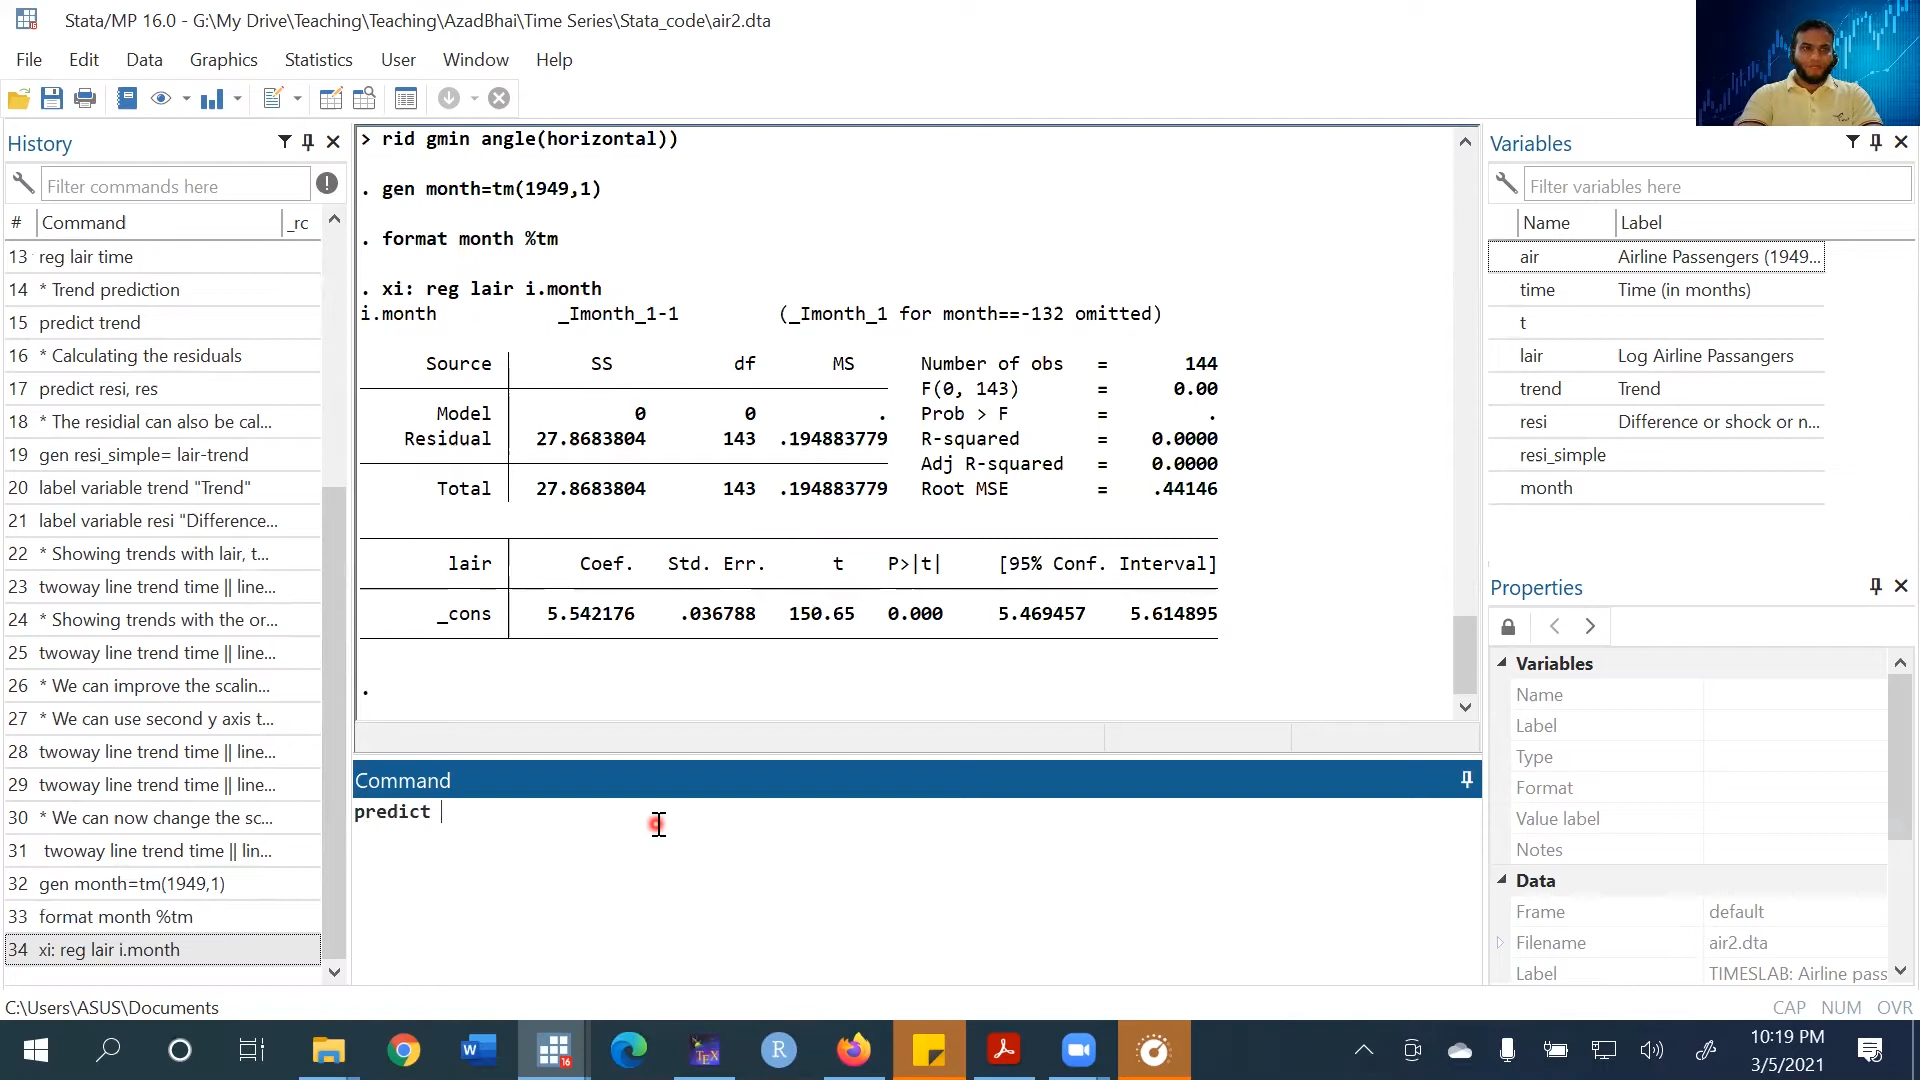 Stata/MP 16.0 - G:\My Drive\Teaching\Teaching\AzadBhai\Time Series\Stata_code\air2.dta
File Edit Data Graphics Statistics User Window Help
History
Filter commands here
# Command _rc
13 reg lair time
14 * Trend prediction
15 predict trend
16 * Calculating the residuals
17 predict resi, res
18 * The residial can also be cal...
19 gen resi_simple= lair-trend
20 label variable trend "Trend"
21 label variable resi "Difference...
22 * Showing trends with lair, t...
23 twoway line trend time || line...
24 * Showing trends with the or...
25 twoway line trend time || line...
26 * We can improve the scalin...
27 * We can use second y axis t...
28 twoway line trend time || line...
29 twoway line trend time || line...
30 * We can now change the sc...
31 twoway line trend time || lin...
32 gen month=tm(1949,1)
33 format month %tm
34 xi: reg lair i.month
> rid gmin angle(horizontal))
. gen month=tm(1949,1)
. format month %tm
. xi: reg lair i.month
i.month _Imonth_1-1 (_Imonth_1 for month==-132 omitted)
Source SS df MS Number of obs = 144
F(0, 143) = 0.00
Model 0 0 . Prob > F = .
Residual 27.8683804 143 .194883779 R-squared = 0.0000
Adj R-squared = 0.0000
Total 27.8683804 143 .194883779 Root MSE = .44146
lair Coef. Std. Err. t P>|t| [95% Conf. Interval]
_cons 5.542176 .036788 150.65 0.000 5.469457 5.614895
.
Command
predict
Variables
Filter variables here
Name Label
air Airline Passengers (1949...
time Time (in months)
t
lair Log Airline Passangers
trend Trend
resi Difference or shock or n...
resi_simple
month
Properties
Variables
Name
Label
Type
Format
Value label
Notes
Data
Frame default
Filename air2.dta
Label TIMESLAB: Airline pass
C:\Users\ASUS\Documents
CAP NUM OVR
W
16
TEX
R
10:19 PM
3/5/2021